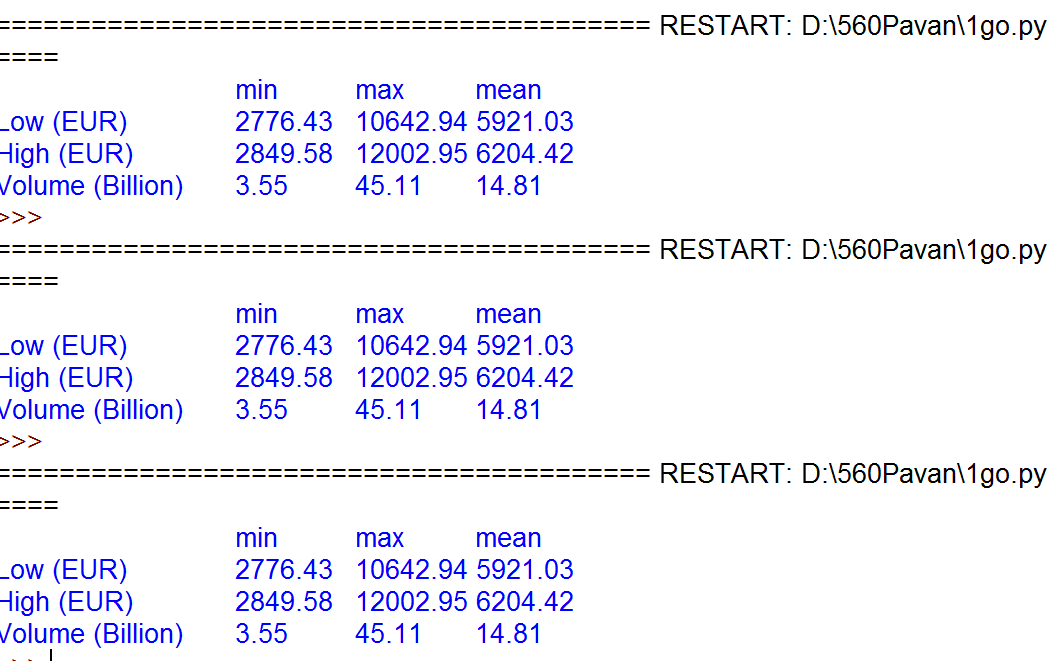 ========================================= RESTART: D:\560Pavan\1go.py
====
min max mean
Low (EUR) 2776.43 10642.94 5921.03
High (EUR) 2849.58 12002.95 6204.42
Volume (Billion) 3.55 45.11 14.81
>>>
========================================= RESTART: D:\560Pavan\1go.py
====
min max mean
Low (EUR) 2776.43 10642.94 5921.03
High (EUR) 2849.58 12002.95 6204.42
Volume (Billion) 3.55 45.11 14.81
>>>
========================================= RESTART: D:\560Pavan\1go.py
====
min max mean
Low (EUR) 2776.43 10642.94 5921.03
High (EUR) 2849.58 12002.95 6204.42
Volume (Billion) 3.55 45.11 14.81
>>>